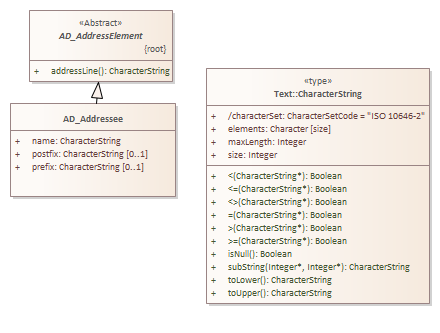 «Abstract»
AD_AddressElement
{root}
+ addressLine(): CharacterString
AD_Addressee
+ name: CharacterString
+ postfix: CharacterString [0..1]
+ prefix: CharacterString [0..1]
«type»
Text::CharacterString
+ /characterSet: CharacterSetCode = "ISO 10646-2"
+ elements: Character [size]
+ maxLength: Integer
+ size: Integer
+ <(CharacterString*): Boolean
+ <=(CharacterString*): Boolean
+ <>(CharacterString*): Boolean
+ =(CharacterString*): Boolean
+ >(CharacterString*): Boolean
+ >=(CharacterString*): Boolean
+ isNull(): Boolean
+ subString(Integer*, Integer*): CharacterString
+ toLower(): CharacterString
+ toUpper(): CharacterString